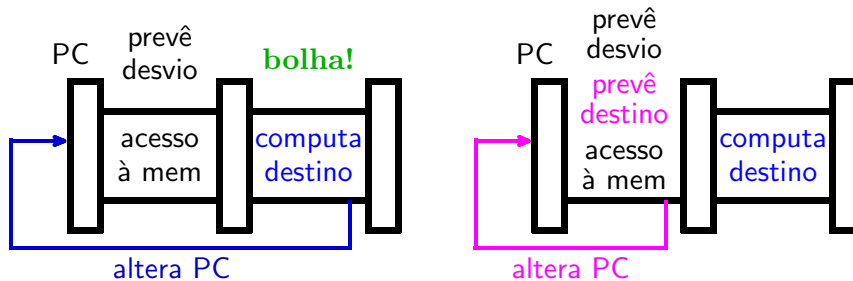 PC
prevê
desvio
bolha!
acesso
à mem
computa
destino
altera PC
PC
prevê
desvio
prevê
destino
acesso
à mem
computa
destino
altera PC